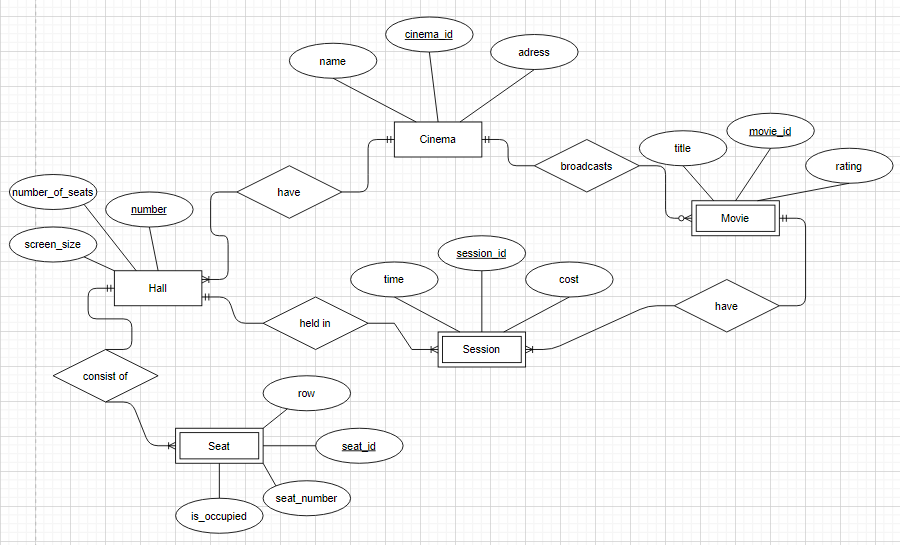 cinema_id
name
adress
Cinema
movie_id
title
rating
broadcasts
have
number_of_seats
number
Movie
screen_size
session_id
time
cost
Hall
have
held in
Session
consist of
row
Seat
seat_id
seat_number
is_occupied